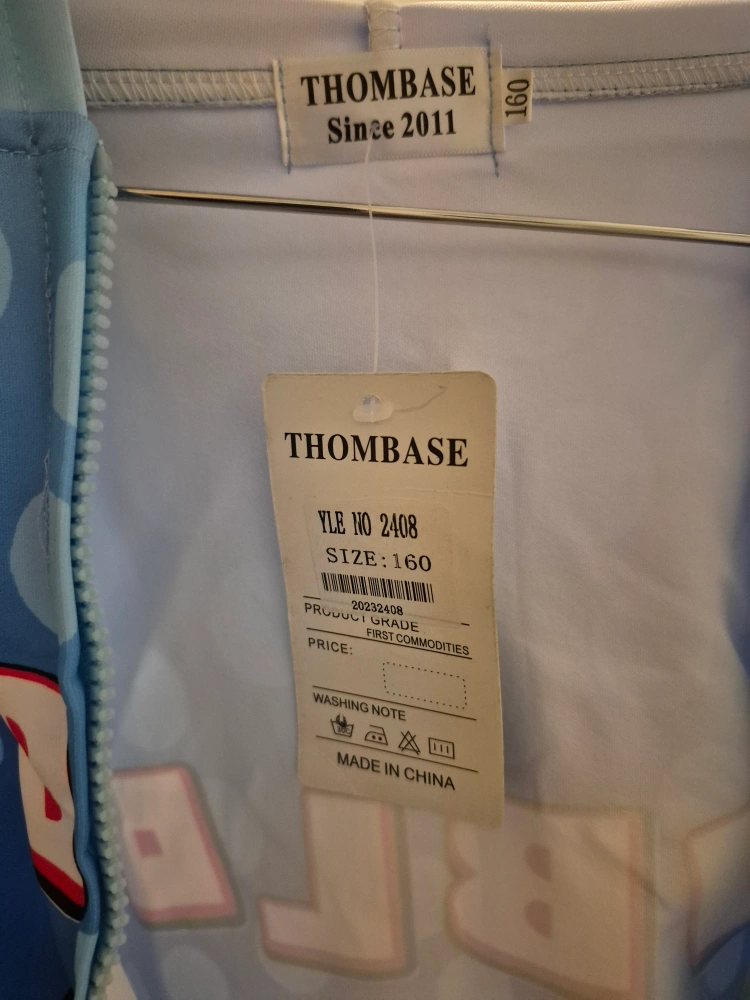 THOMBASE
Since 2011
160
THOMBASE
YLE NO 2408
SIZE:160
20232408
PRODUCT GRADE
FIRST COMMODITIES
PRICE:
WASHING NOTE
MADE IN CHINA